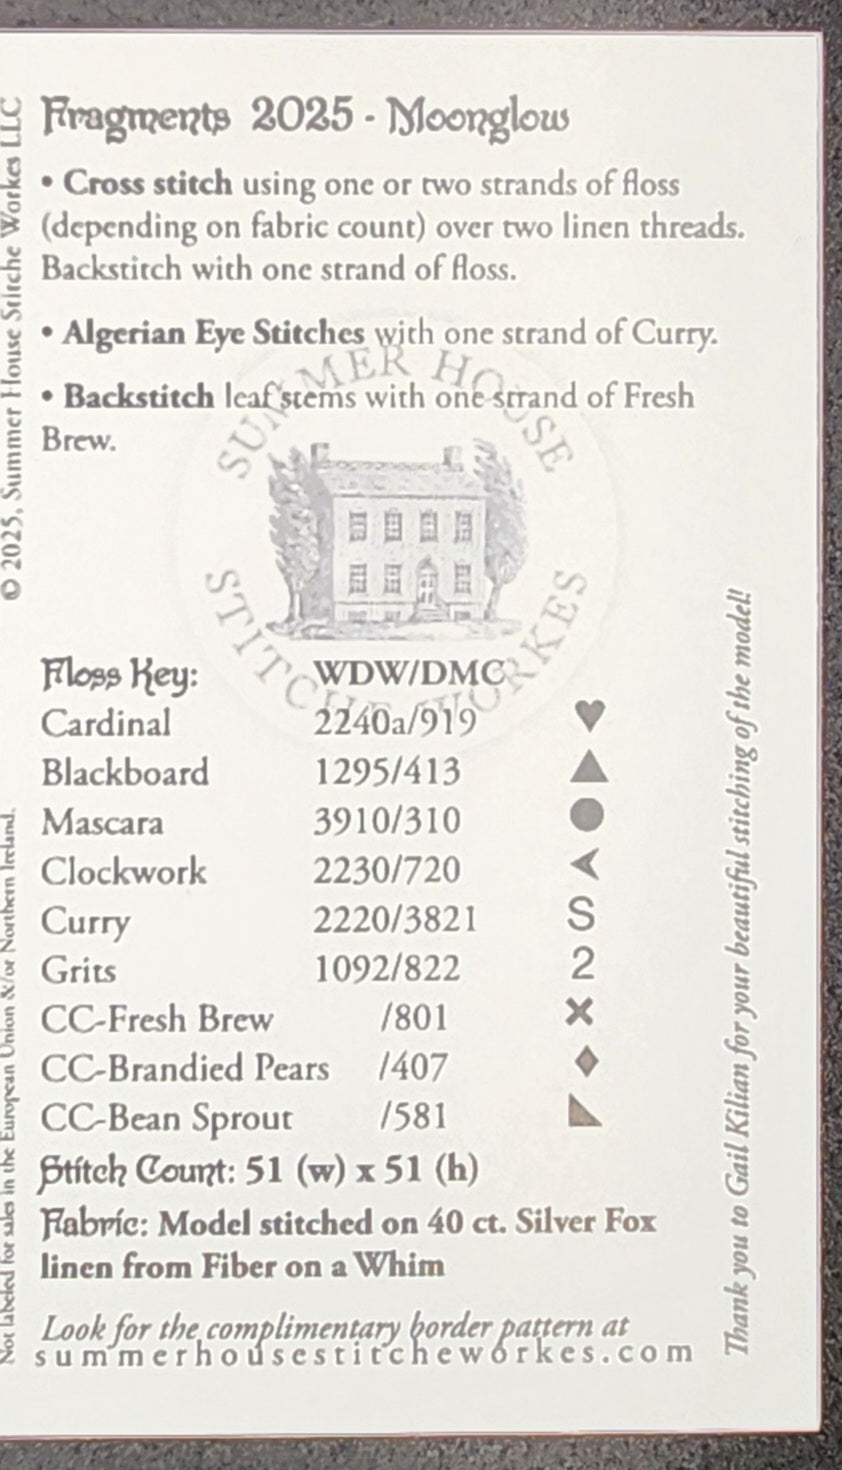 Fragments 2025 - Moonglow
• Cross stitch using one or two strands of floss
(depending on fabric count) over two linen threads.
Backstitch with one strand of floss.
• Algerian Eye Stitches with one strand of Curry.
• Backstitch leaf stems with one strand of Fresh
Brew.
SUMMER HOUSE
STITCHE WORKES
Floss Key: WDW/DMC
Cardinal 2240a/919 ♥
Blackboard 1295/413 ▲
Mascara 3910/310 ●
Clockwork 2230/720 ⮜
Curry 2220/3821 S
Grits 1092/822 2
CC-Fresh Brew /801 ✖
CC-Brandied Pears /407 ♦
CC-Bean Sprout /581 ◣
Stitch Count: 51 (w) x 51 (h)
Fabric: Model stitched on 40 ct. Silver Fox
linen from Fiber on a Whim
Look for the complimentary border pattern at
summerhousestitcheworkes.com
© 2025, Summer House Stitche Workes LLC
Not labeled for sales in the European Union &/or Northern Ireland.
Thank you to Gail Kilian for your beautiful stitching of the model!